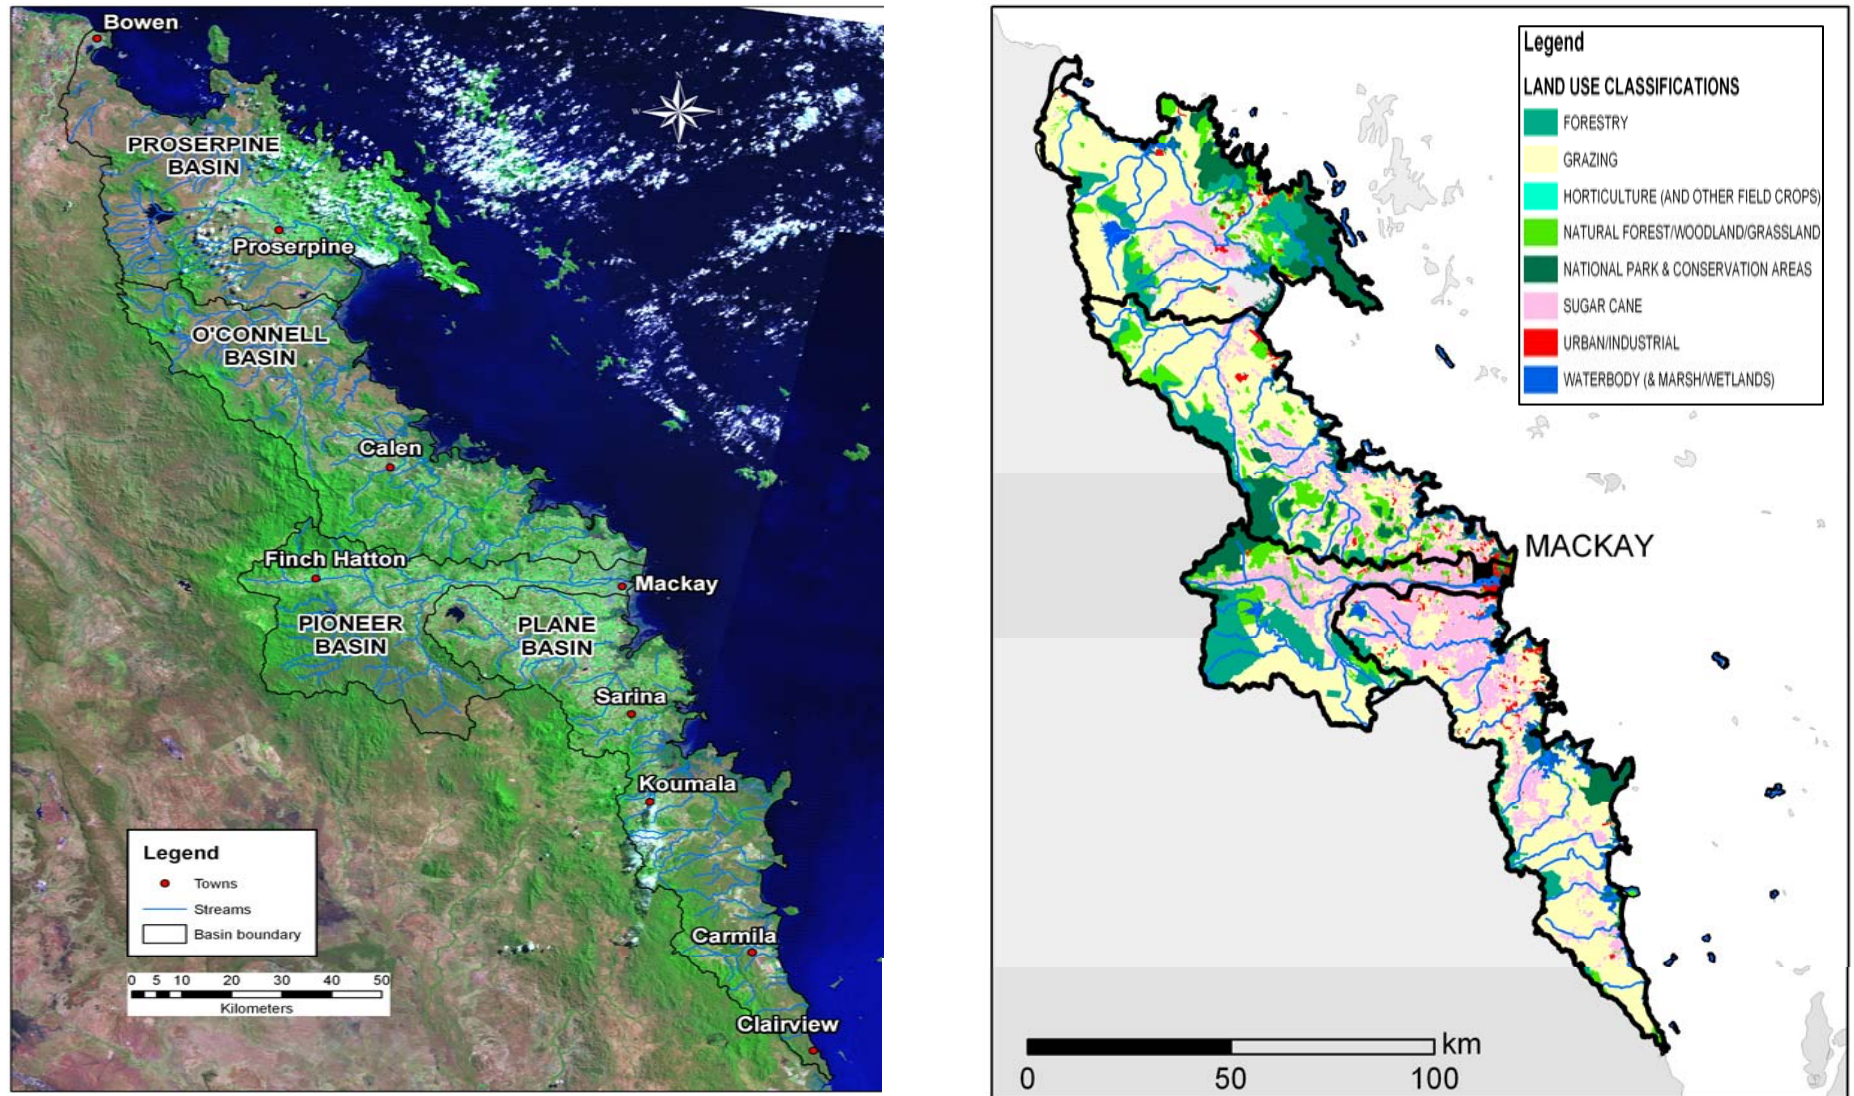 Bowen
N
W
E
S
PROSERPINE
BASIN
Proserpine
O'CONNELL
BASIN
Calen
Finch Hatton
Mackay
PIONEER
BASIN
PLANE
BASIN
Sarina
Koumala
Carmila
Clairview
Legend
Towns
Streams
Basin boundary
0 5 10 20 30 40 50
Kilometers
Legend
LAND USE CLASSIFICATIONS
FORESTRY
GRAZING
HORTICULTURE (AND OTHER FIELD CROPS)
NATURAL FOREST/WOODLAND/GRASSLAND
NATIONAL PARK & CONSERVATION AREAS
SUGAR CANE
URBAN/INDUSTRIAL
WATERBODY (& MARSH/WETLANDS)
MACKAY
km
0 50 100